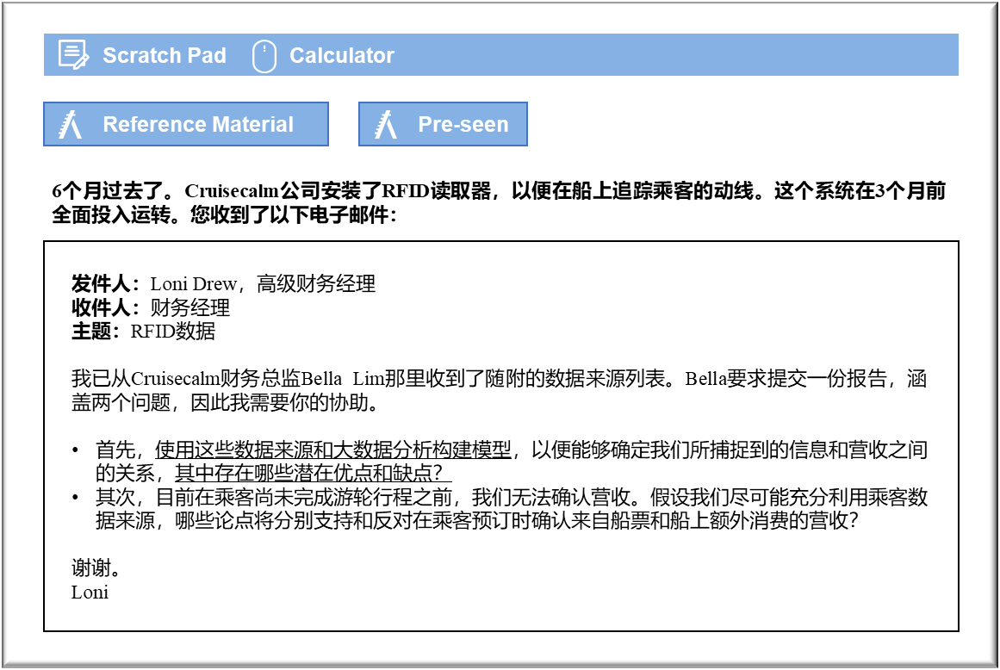 Scratch Pad Calculator
Reference Material Pre-seen
6个月过去了。Cruisecalm公司安装了RFID读取器，以便在船上追踪乘客的动线。这个系统在3个月前
全面投入运转。您收到了以下电子邮件：
发件人：Loni Drew，高级财务经理
收件人：财务经理
主题：RFID数据
我已从Cruisecalm财务总监Bella Lim那里收到了随附的数据来源列表。Bella要求提交一份报告，涵
盖两个问题，因此我需要你的协助。
• 首先，使用这些数据来源和大数据分析构建模型，以便能够确定我们所捕捉到的信息和营收之间
的关系，其中存在哪些潜在优点和缺点？
• 其次，目前在乘客尚未完成游轮行程之前，我们无法确认营收。假设我们尽可能充分利用乘客数
据来源，哪些论点将分别支持和反对在乘客预订时确认来自船票和船上额外消费的营收？
谢谢。
Loni